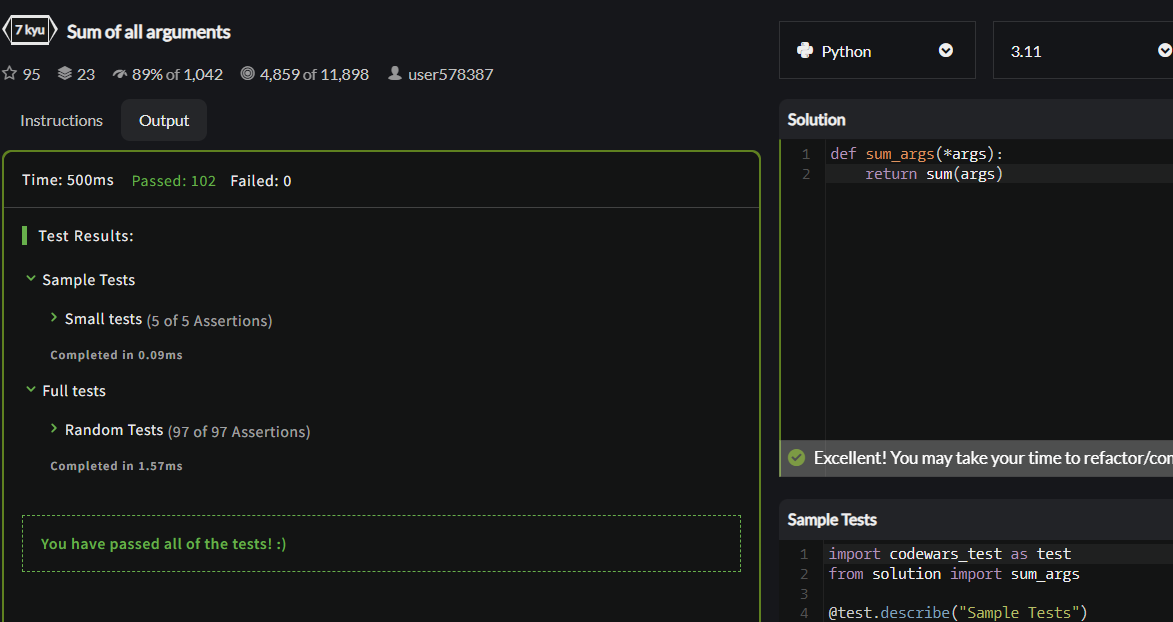 7 kyu Sum of all arguments
95 23 89% of 1,042 4,859 of 11,898 user578387
Instructions Output
Time: 500ms Passed: 102 Failed: 0
Test Results:
Sample Tests
Small tests (5 of 5 Assertions)
Completed in 0.09ms
Full tests
Random Tests (97 of 97 Assertions)
Completed in 1.57ms
You have passed all of the tests! :)
Python 3.11
Solution
1 def sum_args(*args):
2 return sum(args)
Excellent! You may take your time to refactor/con
Sample Tests
1 import codewars_test as test
2 from solution import sum_args
3
4 @test.describe("Sample Tests")